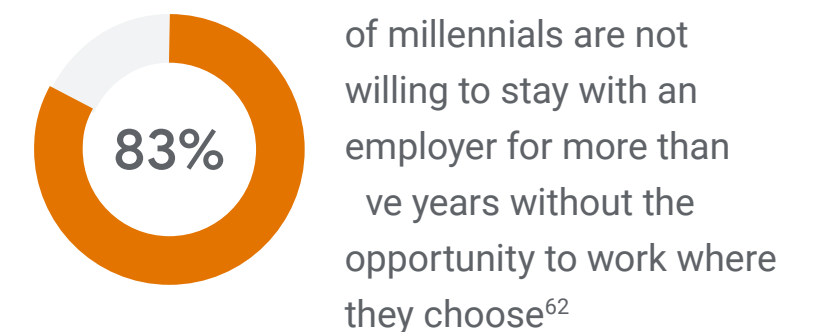 83%
of millennials are not
willing to stay with an
employer for more than
ve years without the
opportunity to work where
they choose62